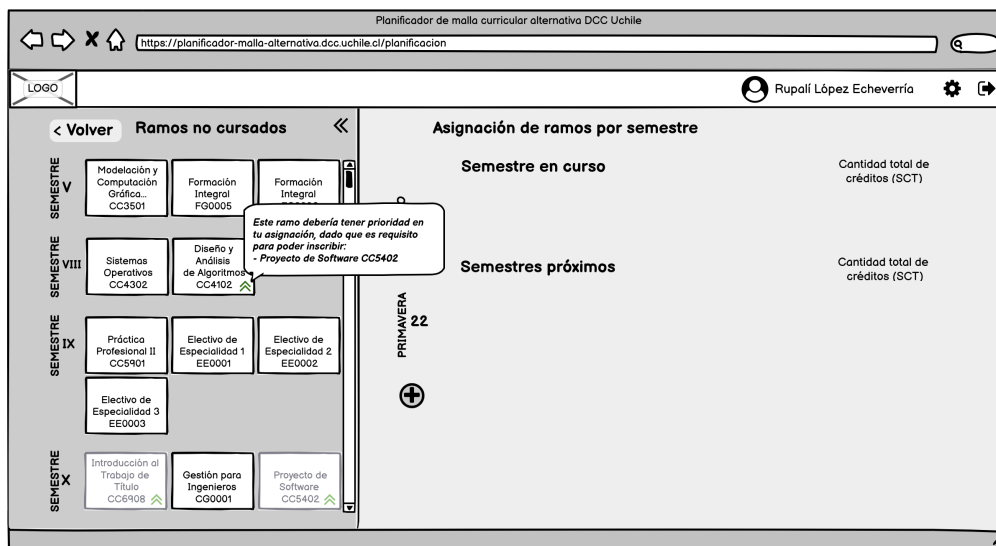 Planificador de malla curricular alternativa DCC Uchile
https://planificador-malla-alternativa.dcc.uchile.cl/planificacion
LOGO
Rupalí López Echeverría
< Volver
Ramos no cursados
Asignación de ramos por semestre
SEMESTRE
V
Modelación y
Computación
Gráfica...
CC3501
Formación
Integral
FG0005
Formación
Integral
Este ramo debería tener prioridad en
tu asignación, dado que es requisito
para poder inscribir:
- Proyecto de Software CC5402
SEMESTRE
VIII
Sistemas
Operativos
CC4302
Diseño y
Análisis
de Algoritmos
CC4102
SEMESTRE
IX
Práctica
Profesional II
CC5901
Electivo de
Especialidad 1
EE0001
Electivo de
Especialidad 2
EE0002
Electivo de
Especialidad 3
EE0003
SEMESTRE
X
Introducción al
Trabajo de
Título
CC6908
Gestión para
Ingenieros
CG0001
Proyecto de
Software
CC5402
Semestre en curso
Cantidad total de
créditos (SCT)
Semestres próximos
Cantidad total de
créditos (SCT)
PRIMAVERA
22